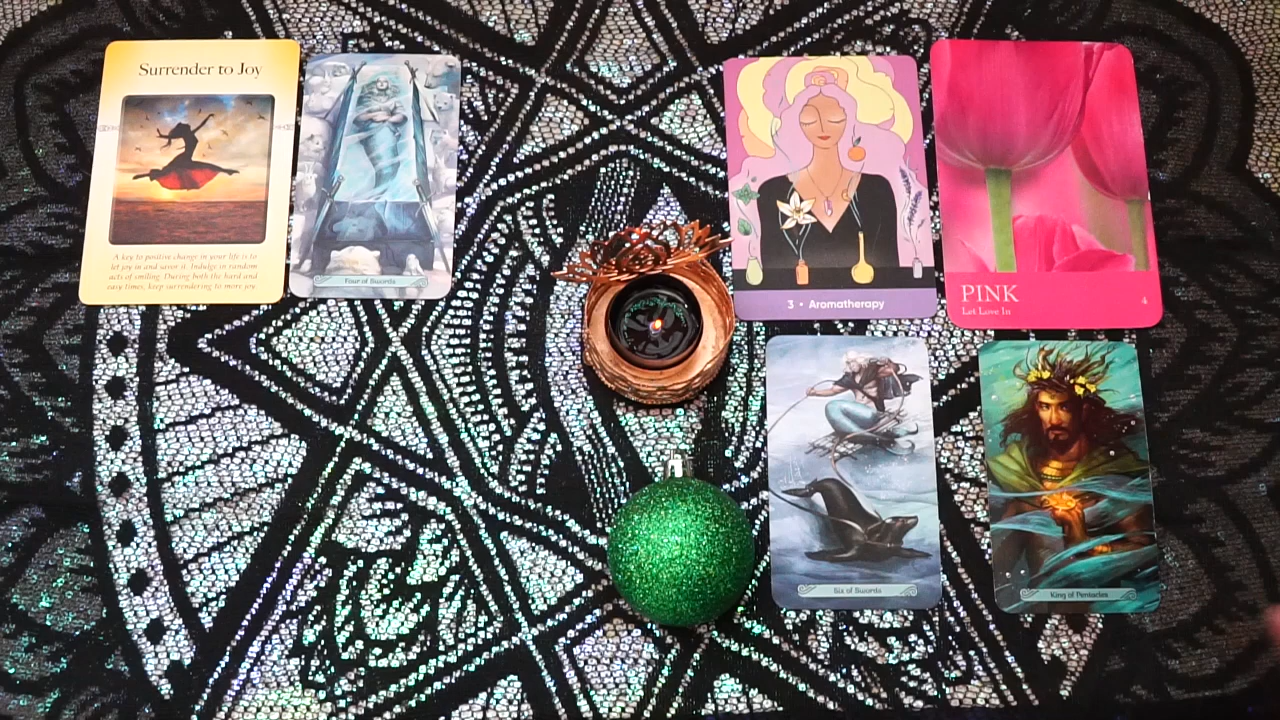 Surrender to Joy
A key to positive change in your life is to
let joy in and savor it. Indulge in random
acts of smiling. During both the hard and
easy times, keep surrendering to more joy.
Four of Swords
3 • Aromatherapy
PINK
Let Love In
4
Six of Swords
King of Pentacles